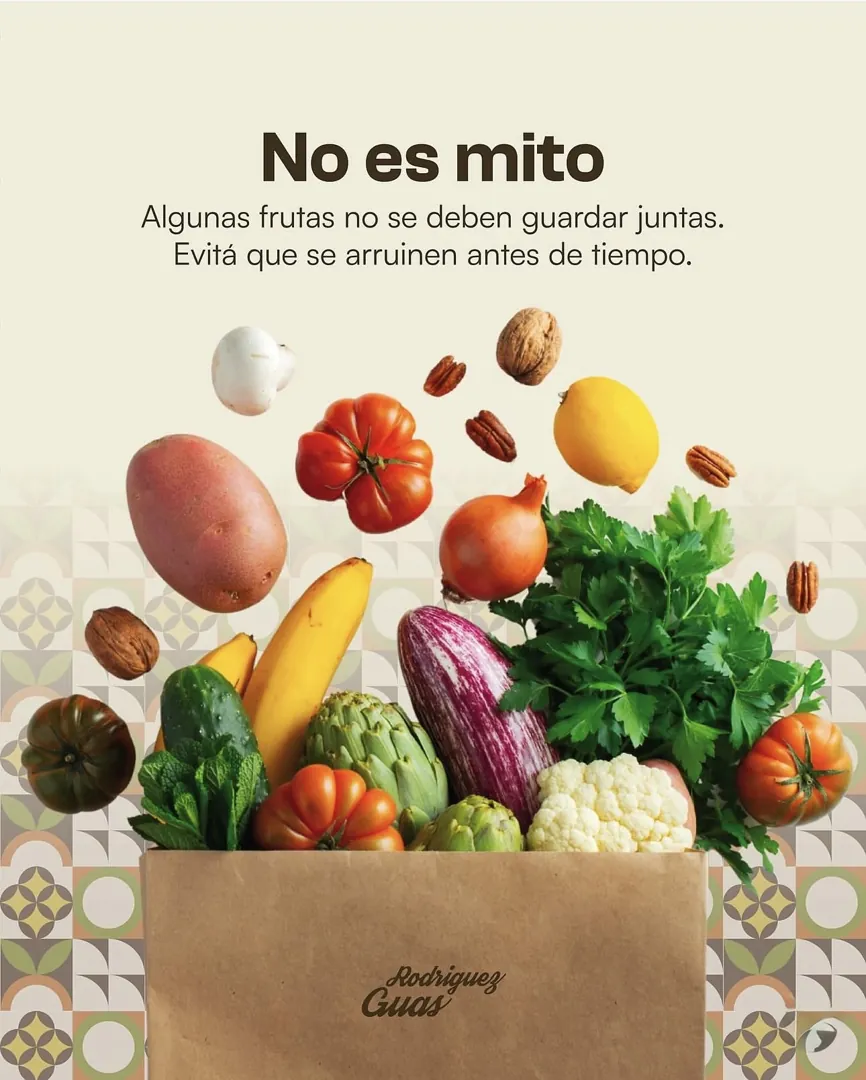 No es mito
Algunas frutas no se deben guardar juntas.
Evitá que se arruinen antes de tiempo.
Rodriguez
Guas